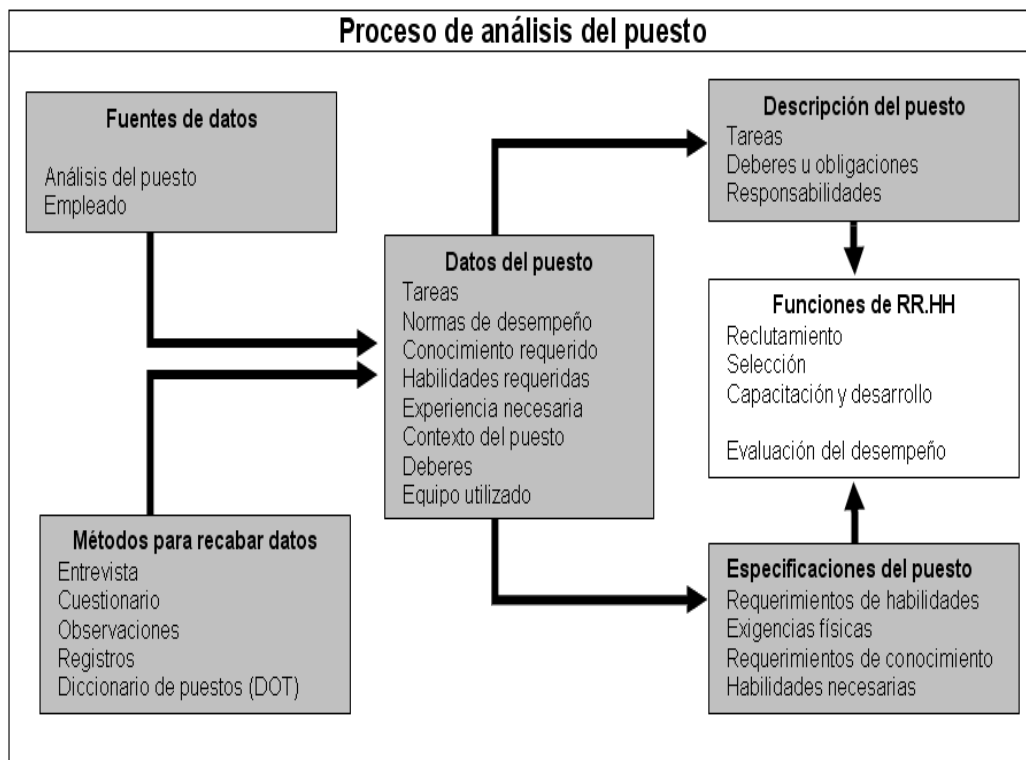 Proceso de análisis del puesto
Fuentes de datos
Análisis del puesto
Empleado
Métodos para recabar datos
Entrevista
Cuestionario
Observaciones
Registros
Diccionario de puestos (DOT)
Datos del puesto
Tareas
Normas de desempeño
Conocimiento requerido
Habilidades requeridas
Experiencia necesaria
Contexto del puesto
Deberes
Equipo utilizado
Descripción del puesto
Tareas
Deberes u obligaciones
Responsabilidades
Funciones de RR.HH
Reclutamiento
Selección
Capacitación y desarrollo
Evaluación del desempeño
Especificaciones del puesto
Requerimientos de habilidades
Exigencias físicas
Requerimientos de conocimiento
Habilidades necesarias